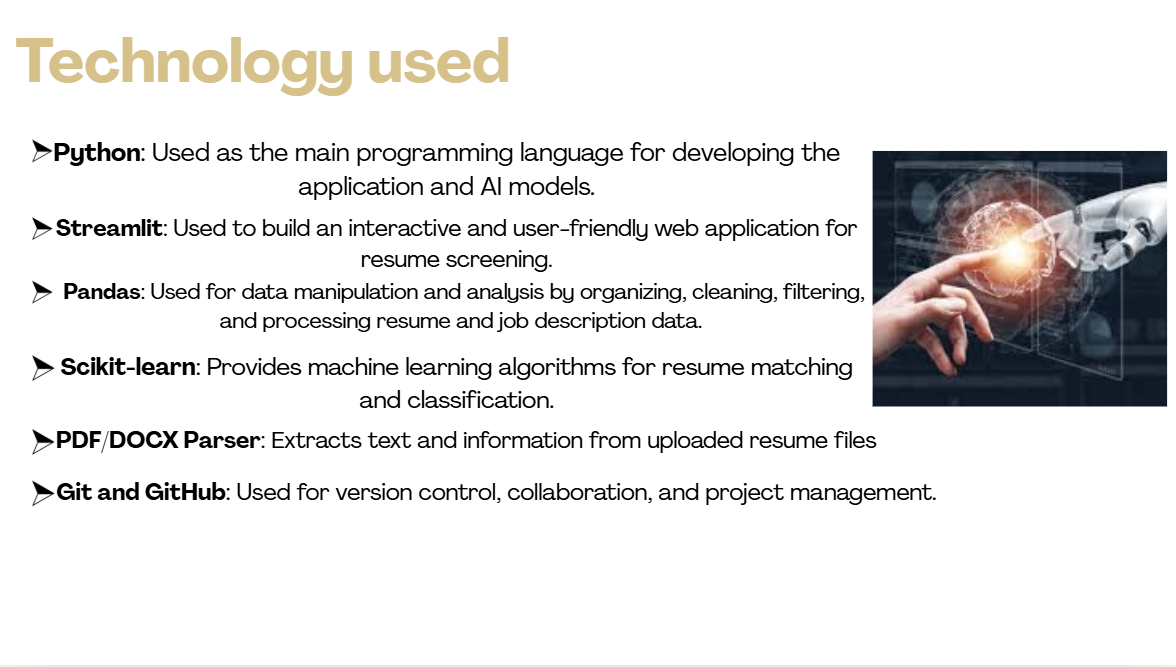 Technology used
➢Python: Used as the main programming language for developing the
application and AI models.
➢Streamlit: Used to build an interactive and user-friendly web application for
resume screening.
➢ Pandas: Used for data manipulation and analysis by organizing, cleaning, filtering,
and processing resume and job description data.
➢ Scikit-learn: Provides machine learning algorithms for resume matching
and classification.
➢PDF/DOCX Parser: Extracts text and information from uploaded resume files
➢Git and GitHub: Used for version control, collaboration, and project management.